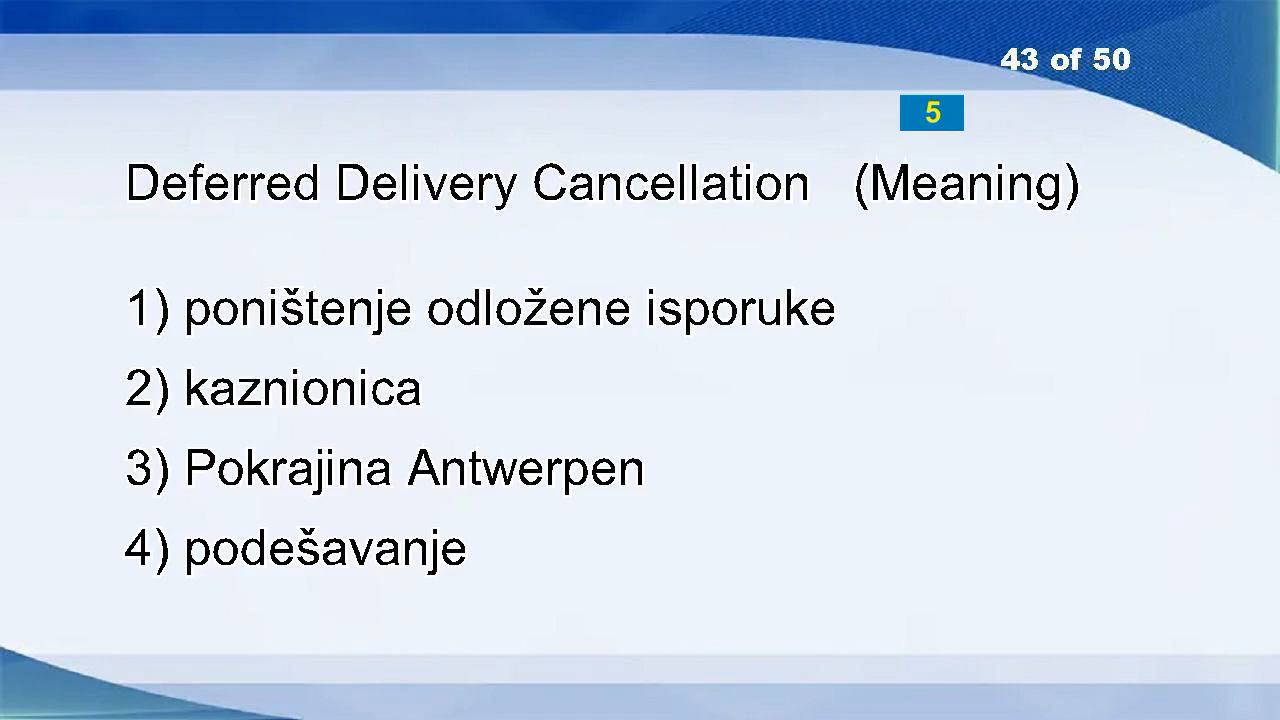 43 of 50
5
Deferred Delivery Cancellation (Meaning)
1) poništenje odložene isporuke
2) kaznionica
3) Pokrajina Antwerpen
4) podešavanje